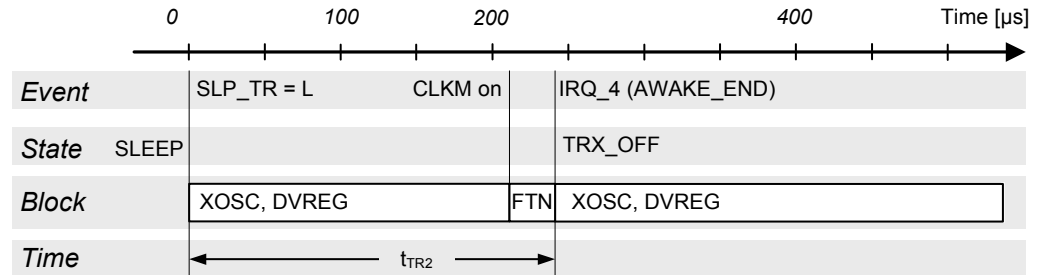 0 100 200 400 Time [µs]
Event SLP_TR = L CLKM on IRQ_4 (AWAKE_END)
State SLEEP TRX_OFF
Block XOSC, DVREG FTN XOSC, DVREG
Time tTR2